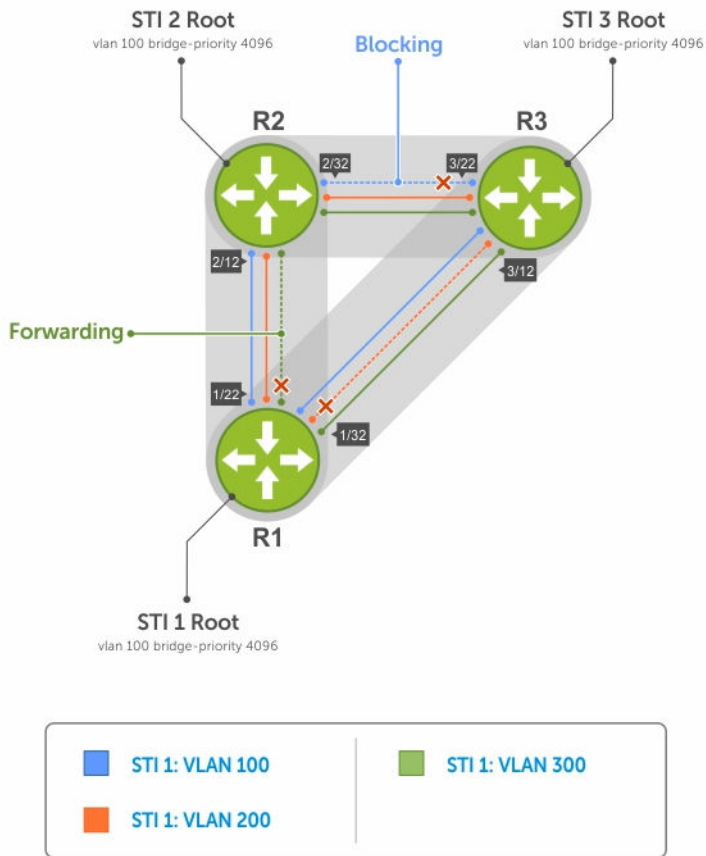 STI 2 Root
vlan 100 bridge-priority 4096
STI 3 Root
vlan 100 bridge-priority 4096
Blocking
R2
R3
2/32
3/22
2/12
3/12
Forwarding
1/22
1/32
R1
STI 1 Root
vlan 100 bridge-priority 4096
STI 1: VLAN 100
STI 1: VLAN 300
STI 1: VLAN 200